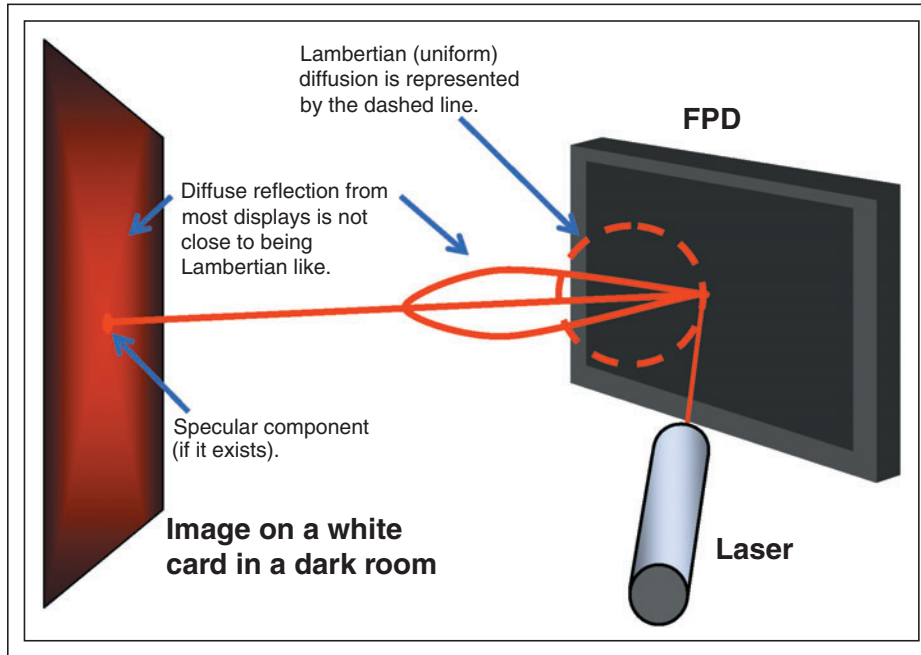 Lambertian (uniform)
diffusion is represented
by the dashed line.
FPD
Diffuse reflection from
most displays is not
close to being
Lambertian like.
Specular component
(if it exists).
Image on a white
card in a dark room
Laser